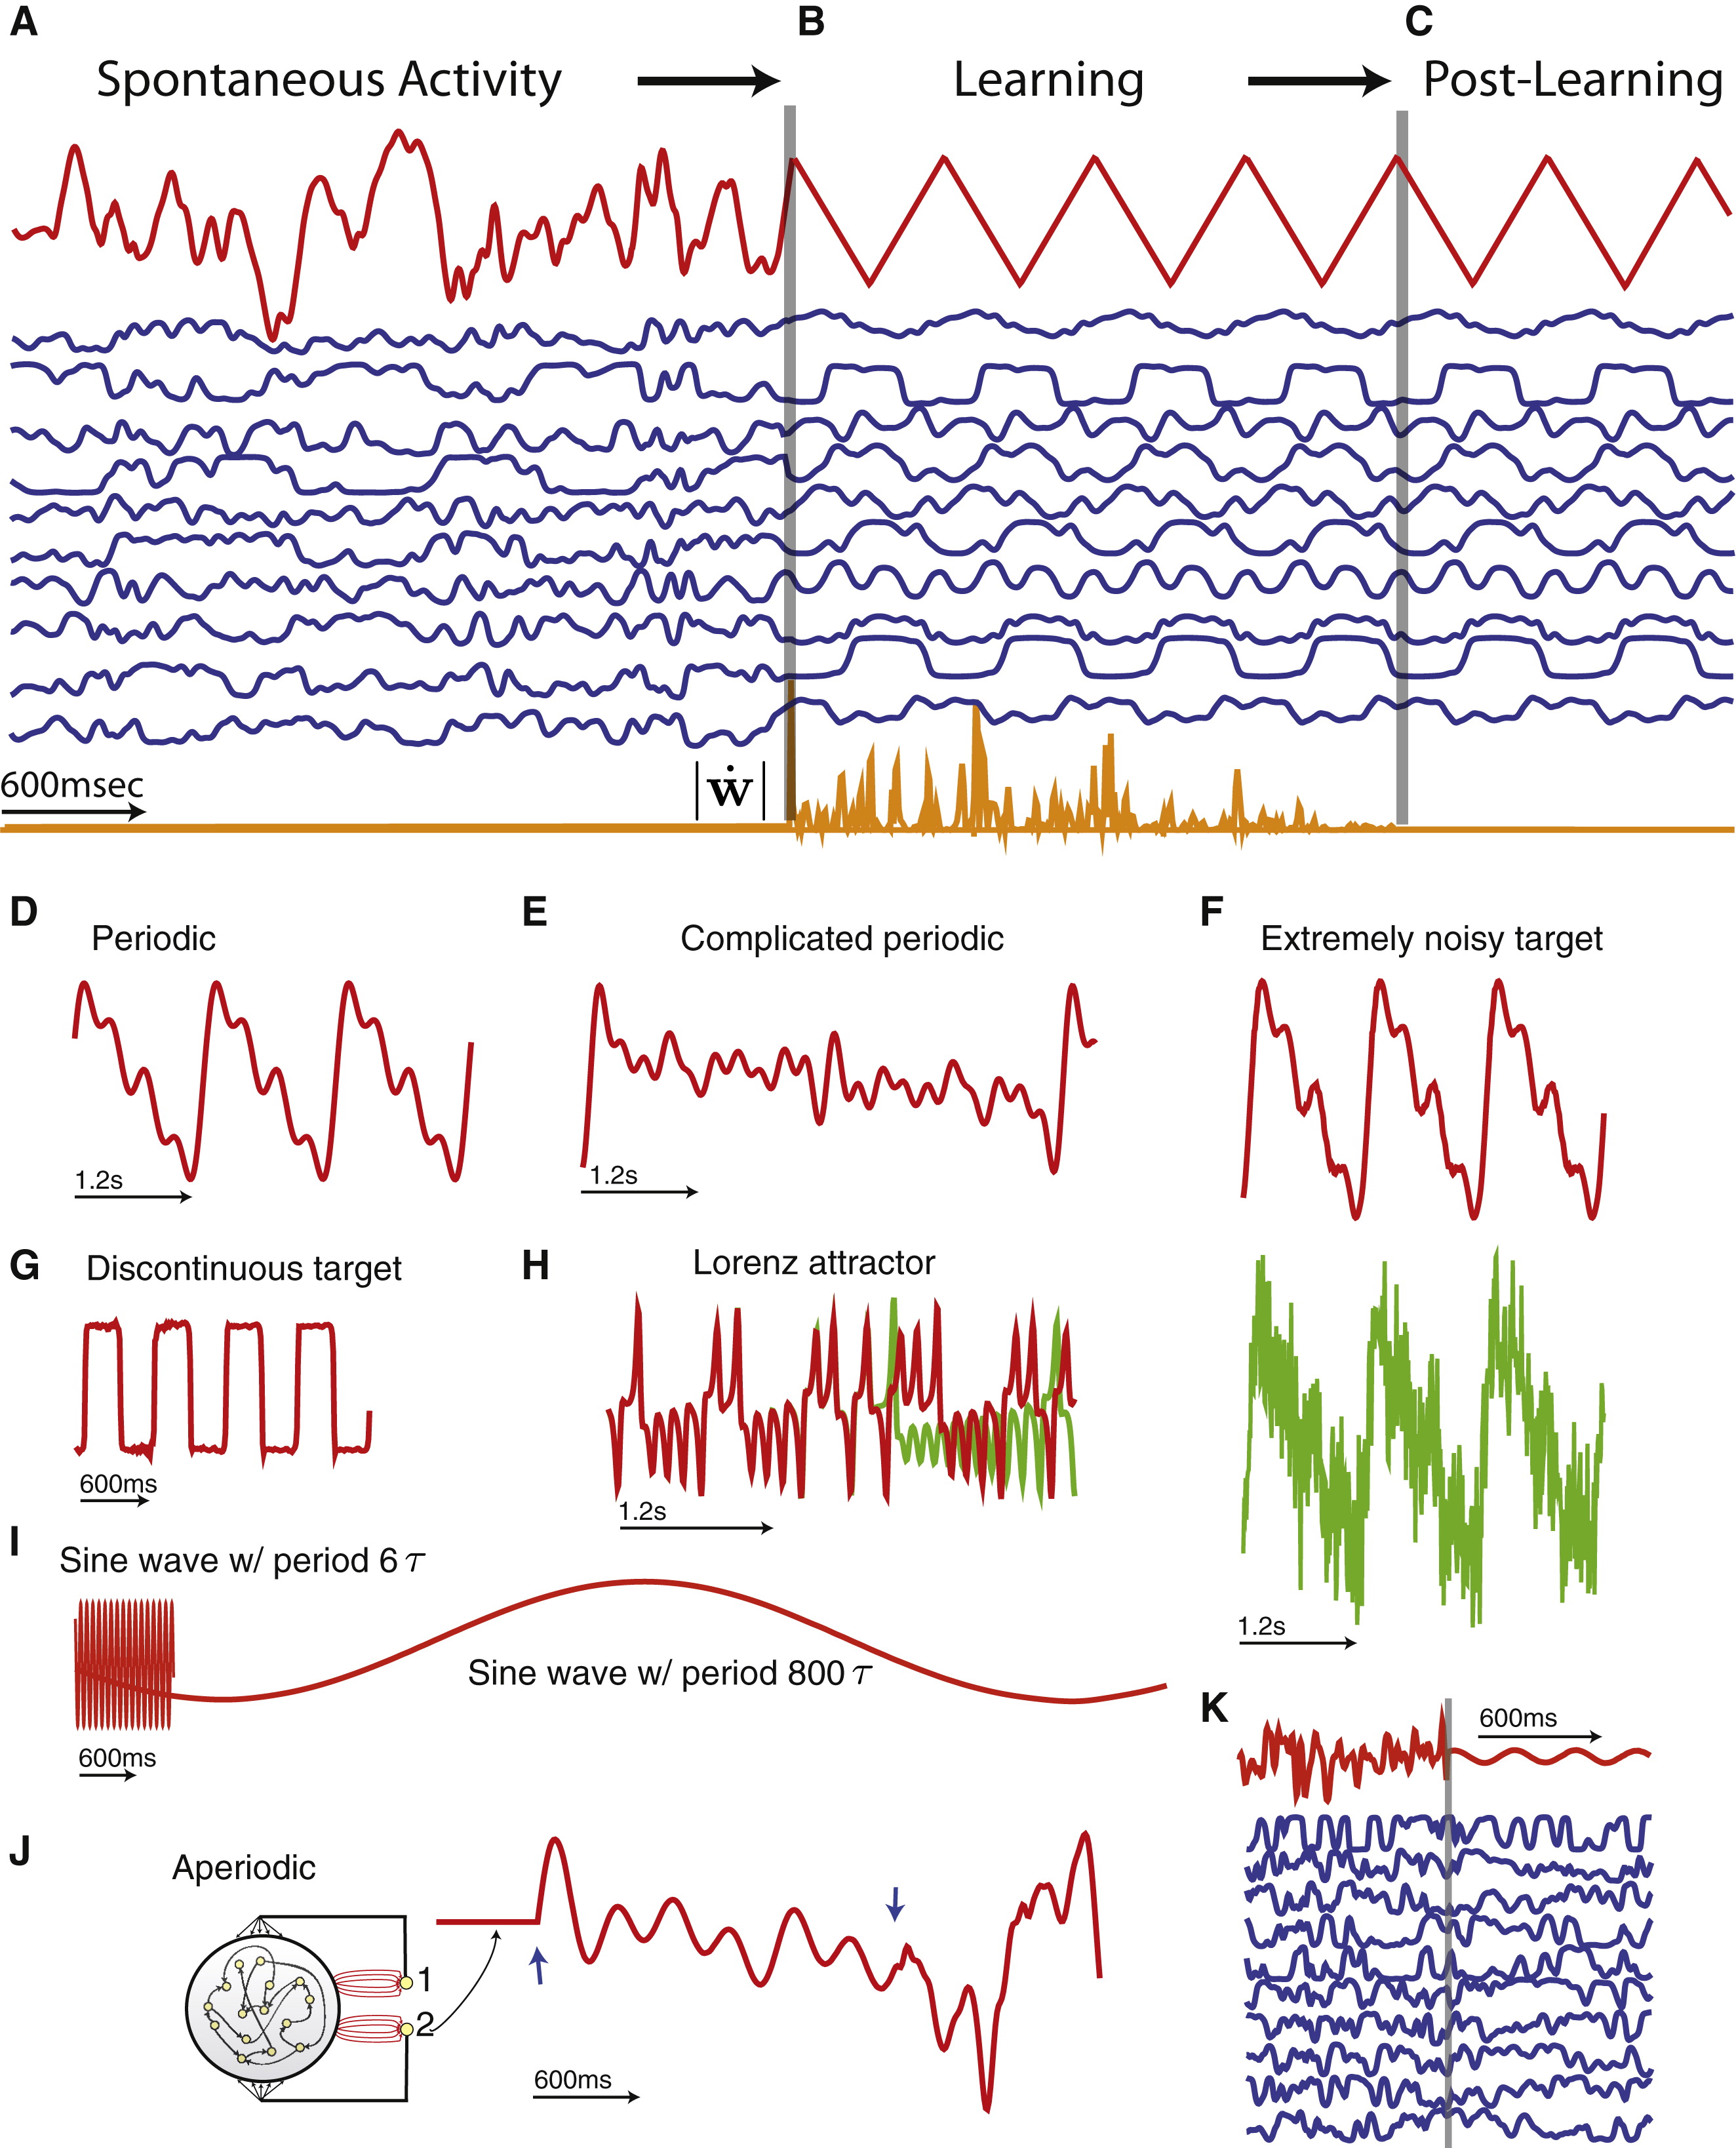 A
B
C
Spontaneous Activity
Learning
Post-Learning
600msec
|ẇ|
D
Periodic
1.2s
E
Complicated periodic
1.2s
F
Extremely noisy target
1.2s
G
Discontinuous target
600ms
H
Lorenz attractor
1.2s
I
Sine wave w/ period 6 τ
Sine wave w/ period 800 τ
600ms
J
Aperiodic
1
2
600ms
K
600ms